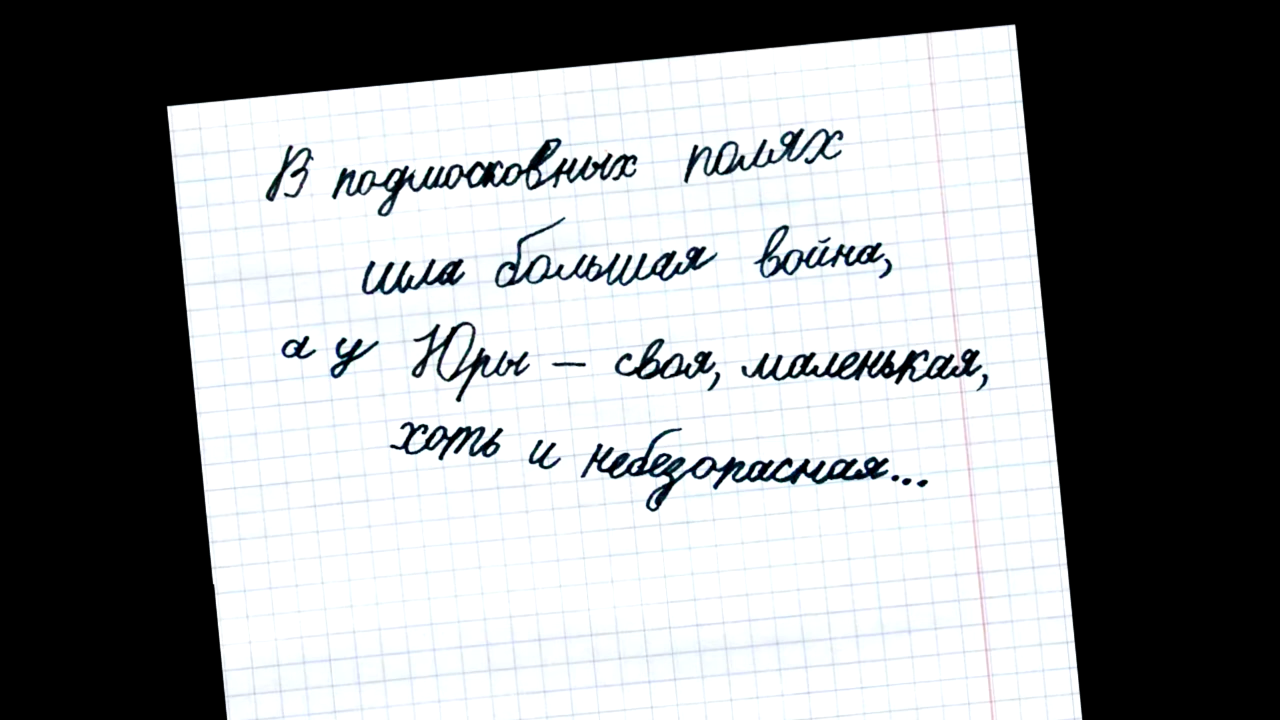 В подмосковных полях
шла большая война,
а у Юры – своя, маленькая,
хоть и небезопасная...